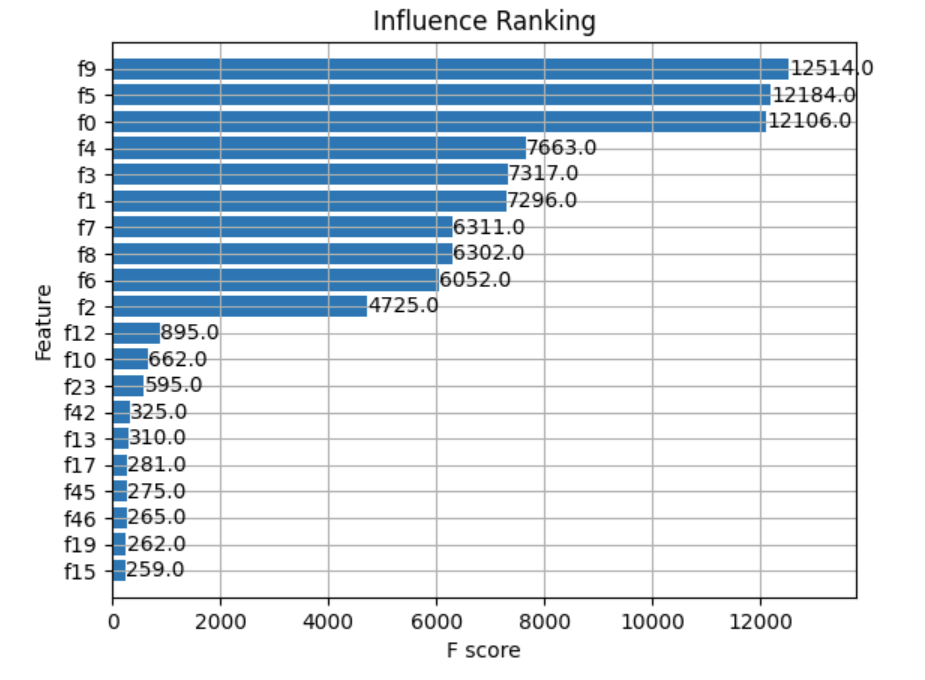 Influence Ranking
f9 12514.0
f5 12184.0
f0 12106.0
f4 7663.0
f3 7317.0
f1 7296.0
f7 6311.0
f8 6302.0
f6 6052.0
f2 4725.0
f12 895.0
f10 662.0
f23 595.0
f42 325.0
f13 310.0
f17 281.0
f45 275.0
f46 265.0
f19 262.0
f15 259.0
Feature
0 2000 4000 6000 8000 10000 12000
F score